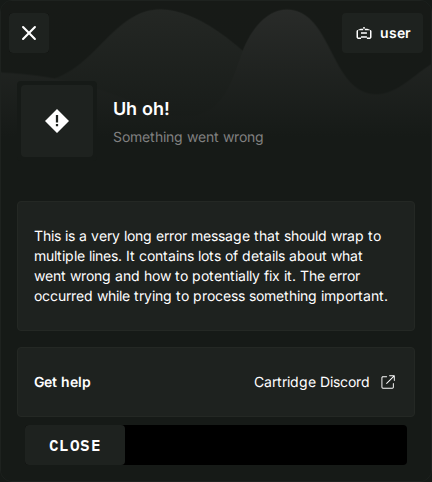 user
Uh oh!
Something went wrong
This is a very long error message that should wrap to
multiple lines. It contains lots of details about what
went wrong and how to potentially fix it. The error
occurred while trying to process something important.
Get help Cartridge Discord
CLOSE